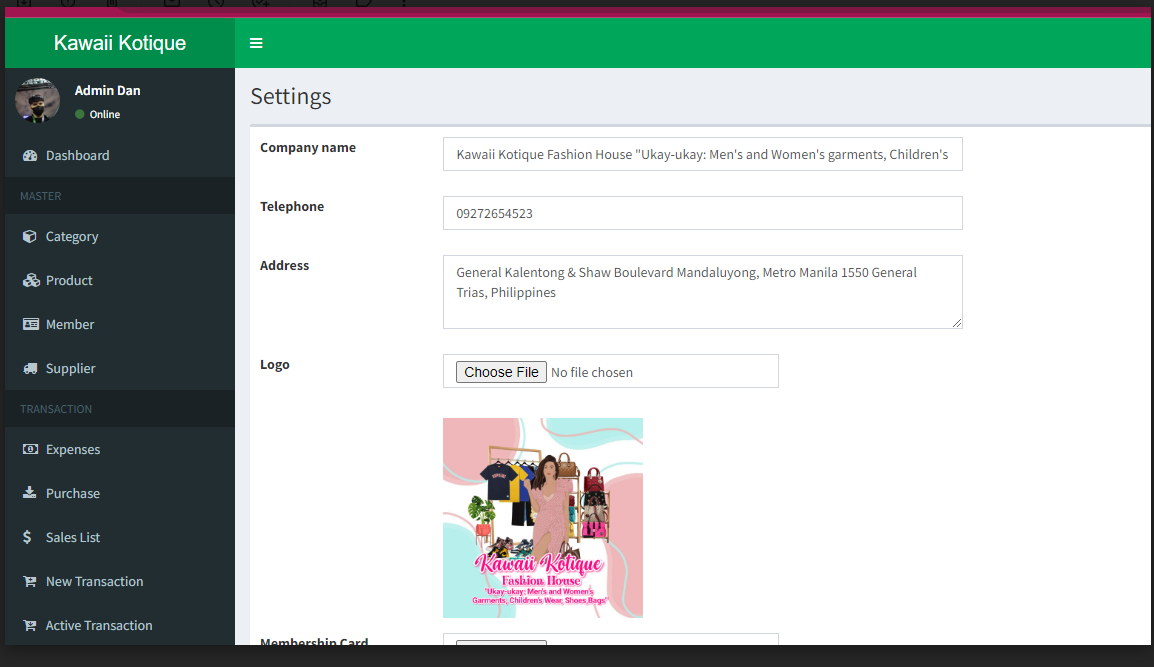 Kawaii Kotique
Admin Dan
Online
Dashboard
MASTER
Category
Product
Member
Supplier
TRANSACTION
Expenses
Purchase
Sales List
New Transaction
Active Transaction
Settings
Company name
Kawaii Kotique Fashion House "Ukay-ukay: Men's and Women's garments, Children's
Telephone
09272654523
Address
General Kalentong & Shaw Boulevard Mandaluyong, Metro Manila 1550 General
Trias, Philippines
Logo
Choose File No file chosen
Kawaii Kotique
Fashion House
"Ukay-ukay: Men's and Women's
Garments, Children's Wear, Shoes,Bags"
Membership Card